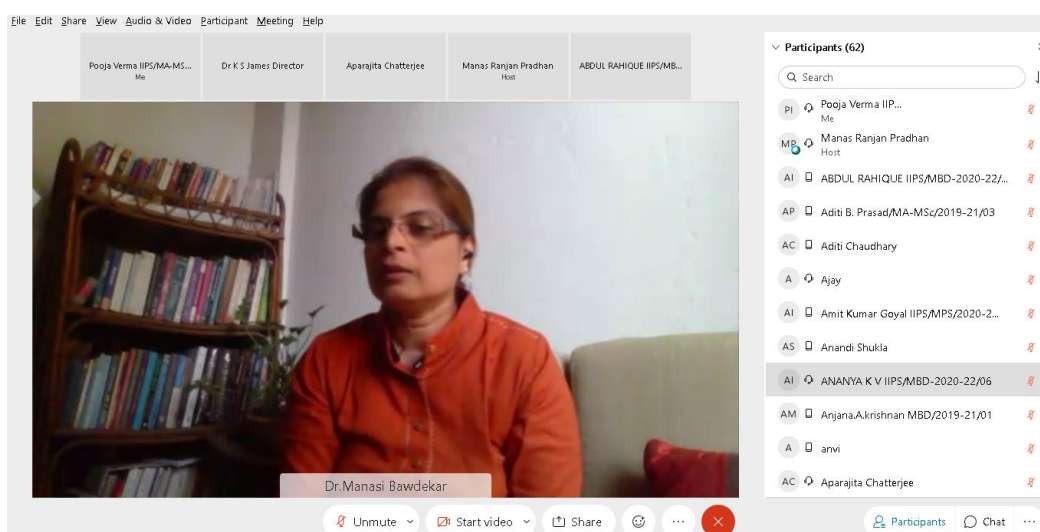 File Edit Share View Audio & Video Participant Meeting Help
Pooja Verma IIPS/MA-MS...
Me
Dr K S James Director
Aparajita Chatterjee
Manas Ranjan Pradhan
Host
ABDUL RAHIQUE IIPS/MB...
Dr.Manasi Bawdekar
Unmute
Start video
Share
Participants (62)
Search
PI Pooja Verma IIP...
Me
MP Manas Ranjan Pradhan
Host
AI ABDUL RAHIQUE IIPS/MBD-2020-22/...
AP Aditi B. Prasad/MA-MSc/2019-21/03
AC Aditi Chaudhary
A Ajay
AI Amit Kumar Goyal IIPS/MPS/2020-2...
AS Anandi Shukla
AI ANANYA K V IIPS/MBD-2020-22/06
AM Anjana.A.krishnan MBD/2019-21/01
A anvi
AC Aparajita Chatterjee
Participants Chat